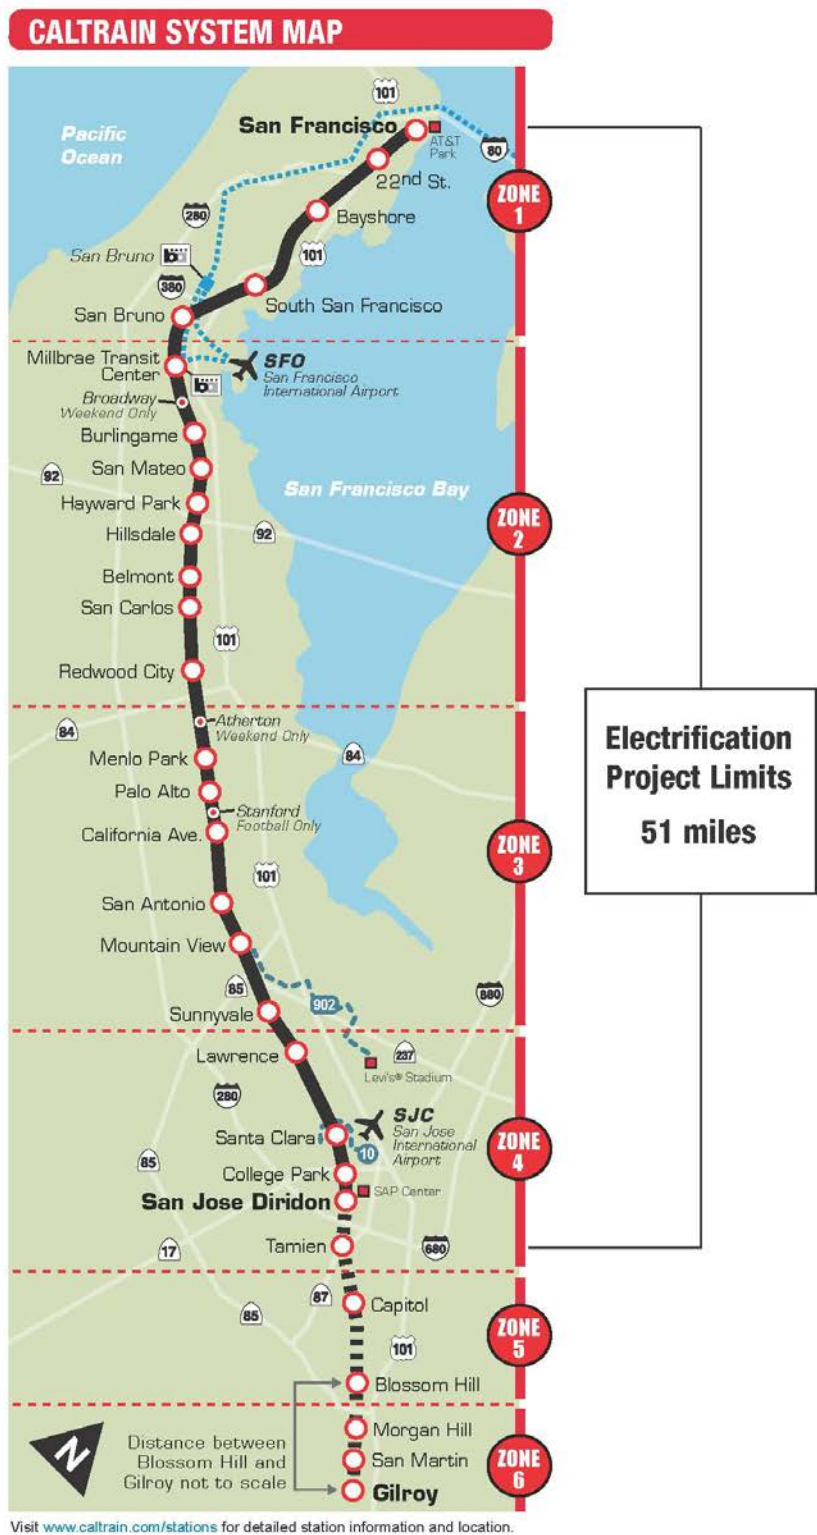 CALTRAIN SYSTEM MAP
Pacific
Ocean
101
San Francisco
AT&T
Park
80
22nd St.
ZONE
1
280
Bayshore
San Bruno
ba
101
380
South San Francisco
San Bruno
Millbrae Transit
Center
ba
SFO
San Francisco
International Airport
Broadway
Weekend Only
Burlingame
San Mateo
92
San Francisco Bay
Hayward Park
ZONE
2
Hillsdale
92
Belmont
San Carlos
101
Redwood City
Atherton
Weekend Only
84
Menlo Park
84
Electrification
Project Limits
51 miles
Palo Alto
Stanford
Football Only
California Ave.
ZONE
3
101
San Antonio
Mountain View
85
902
880
Sunnyvale
Lawrence
237
Levi's® Stadium
280
SJC
San Jose
International
Airport
Santa Clara
10
ZONE
4
85
College Park
SAP Center
San Jose Diridon
17
Tamien
680
87
Capitol
85
ZONE
5
101
Blossom Hill
N
Distance between
Blossom Hill and
Gilroy not to scale
Morgan Hill
San Martin
ZONE
6
Gilroy
Visit www.caltrain.com/stations for detailed station information and location.